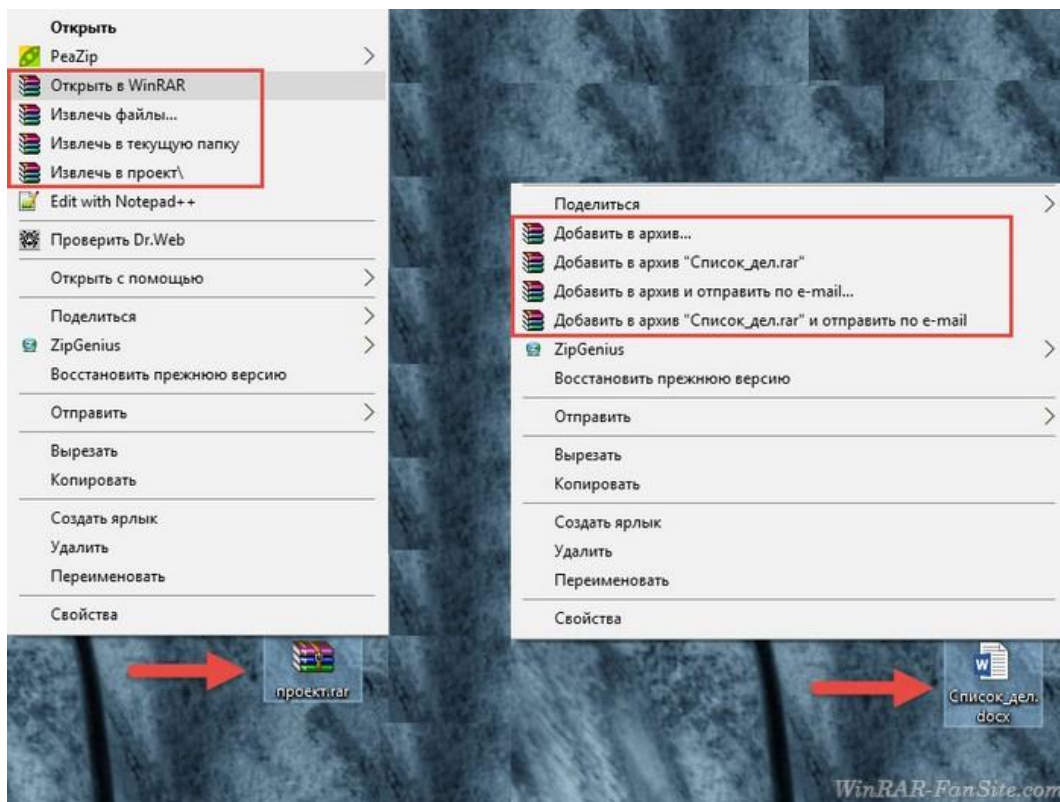 Открыть
PeaZip
Открыть в WinRAR
Извлечь файлы...
Извлечь в текущую папку
Извлечь в проект\
Edit with Notepad++
Проверить Dr.Web
Открыть с помощью
Поделиться
ZipGenius
Восстановить прежнюю версию
Отправить
Вырезать
Копировать
Создать ярлык
Удалить
Переименовать
Свойства
проект.rar
Поделиться
Добавить в архив...
Добавить в архив "Список_дел.rar"
Добавить в архив и отправить по e-mail...
Добавить в архив "Список_дел.rar" и отправить по e-mail
ZipGenius
Восстановить прежнюю версию
Отправить
Вырезать
Копировать
Создать ярлык
Удалить
Переименовать
Свойства
W
Список_дел.
docx
WinRAR-FanSite.com